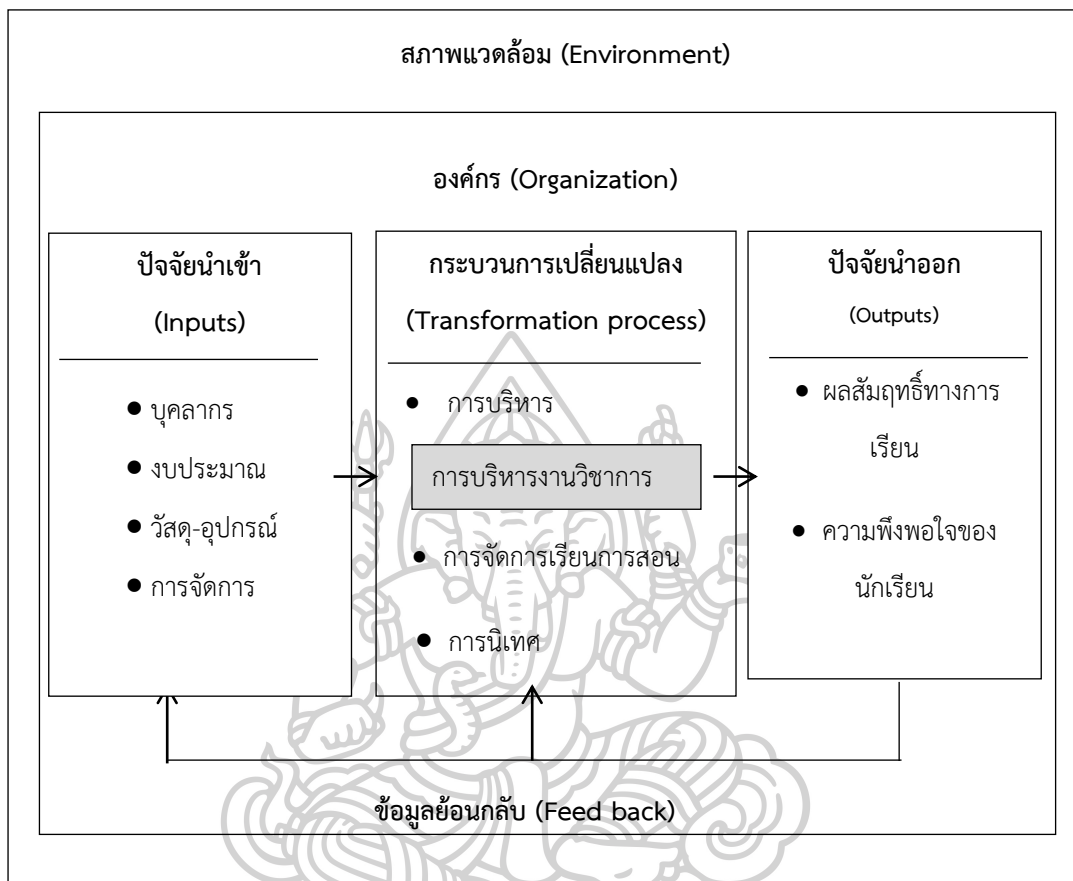 สภาพแวดล้อม (Environment)
องค์กร (Organization)
ปัจจัยนำเข้า
(Inputs)
● บุคลากร
● งบประมาณ
● วัสดุ-อุปกรณ์
● การจัดการ
กระบวนการเปลี่ยนแปลง
(Transformation process)
● การบริหาร
การบริหารงานวิชาการ
● การจัดการเรียนการสอน
● การนิเทศ
ปัจจัยนำออก
(Outputs)
● ผลสัมฤทธิ์ทางการ
เรียน
● ความพึงพอใจของ
นักเรียน
ข้อมูลย้อนกลับ (Feed back)